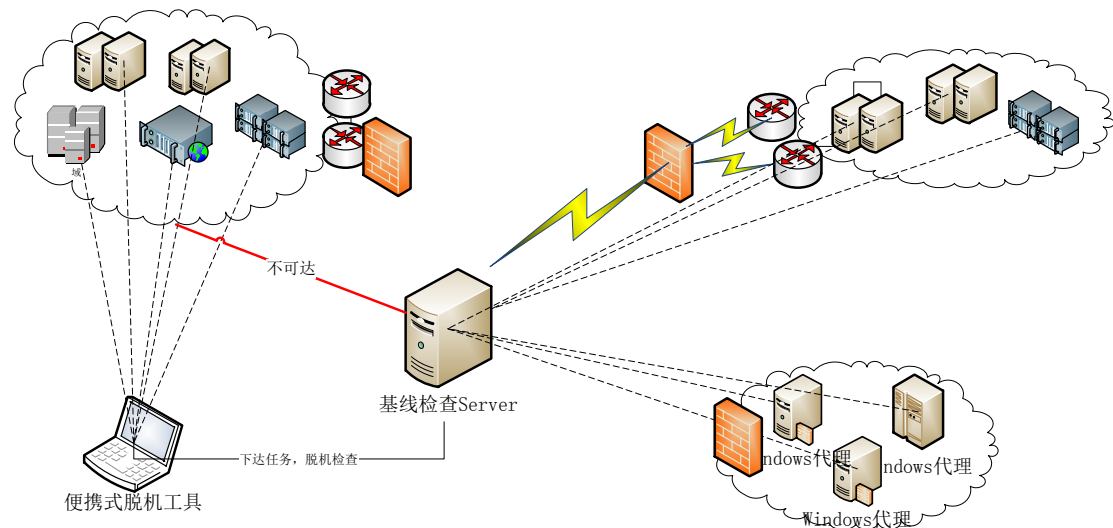 域
不可达
基线检查Server
下达任务，脱机检查
便携式脱机工具
ndows代理
ndows代理
Windows代理